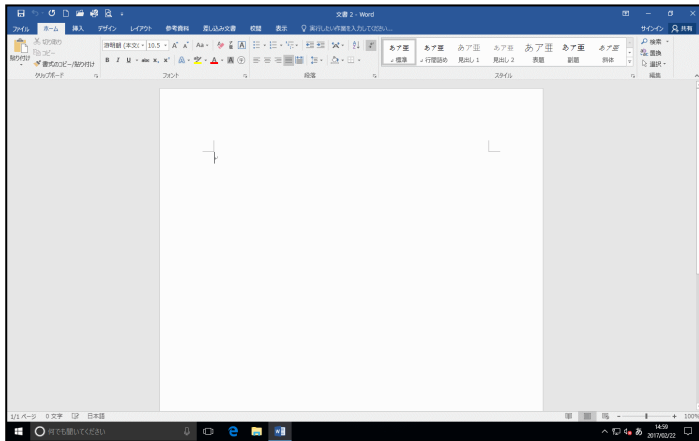 文書 2 - Word
ファイル ホーム 挿入 デザイン レイアウト 参考資料 差し込み文書 校閲 表示 実行したい作業を入力してください... サインイン 共有
貼り付け 切り取り コピー 書式のコピー/貼り付け
游明朝 (本文( 10.5 A A Aa
B I U abc x, x² A A A
あア亜 標準 あア亜 行間詰め あア亜 見出し 1 あア亜 見出し 2 あア亜 表題 あア亜 副題 あア亜 斜体
検索 置換 選択
クリップボード フォント 段落 スタイル 編集
1/1 ページ 0 文字 日本語 100%
何でも聞いてください あ 14:59
2017/02/22